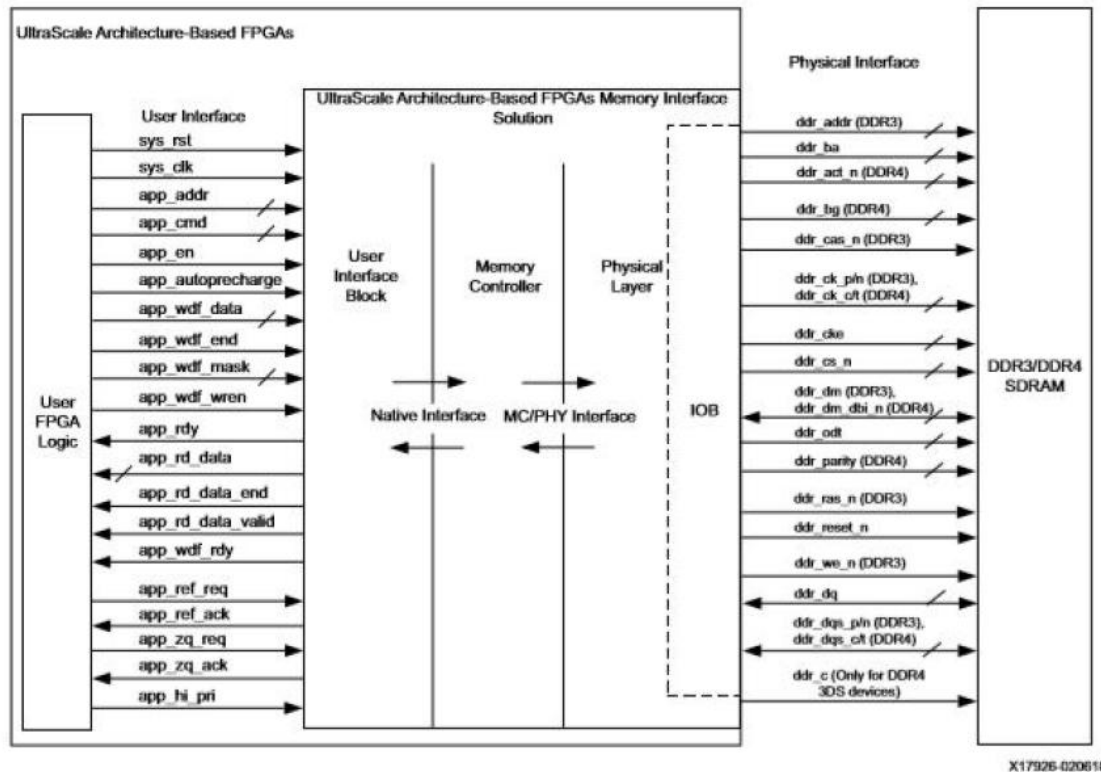 UltraScale Architecture-Based FPGAs
Physical Interface
User Interface
UltraScale Architecture-Based FPGAs Memory Interface
Solution
sys_rst
sys_clk
app_addr
app_cmd
app_en
app_autoprecharge
app_wdf_data
app_wdf_end
app_wdf_mask
app_wdf_wren
app_rdy
app_rd_data
app_rd_data_end
app_rd_data_valid
app_wdf_rdy
app_ref_req
app_ref_ack
app_zq_req
app_zq_ack
app_hi_pri
User
FPGA
Logic
User
Interface
Block
Memory
Controller
Physical
Layer
Native Interface
MC/PHY Interface
IOB
ddr_addr (DDR3)
ddr_ba
ddr_act_n (DDR4)
ddr_bg (DDR4)
ddr_cas_n (DDR3)
ddr_ck_p/n (DDR3),
ddr_ck_c/t (DDR4)
ddr_cke
ddr_cs_n
ddr_dm (DDR3),
ddr_dm_dbi_n (DDR4)
ddr_odt
ddr_parity (DDR4)
ddr_ras_n (DDR3)
ddr_reset_n
ddr_we_n (DDR3)
ddr_dq
ddr_dqs_p/n (DDR3),
ddr_dqs_c/t (DDR4)
ddr_c (Only for DDR4
3DS devices)
DDR3/DDR4
SDRAM
X17926-020618